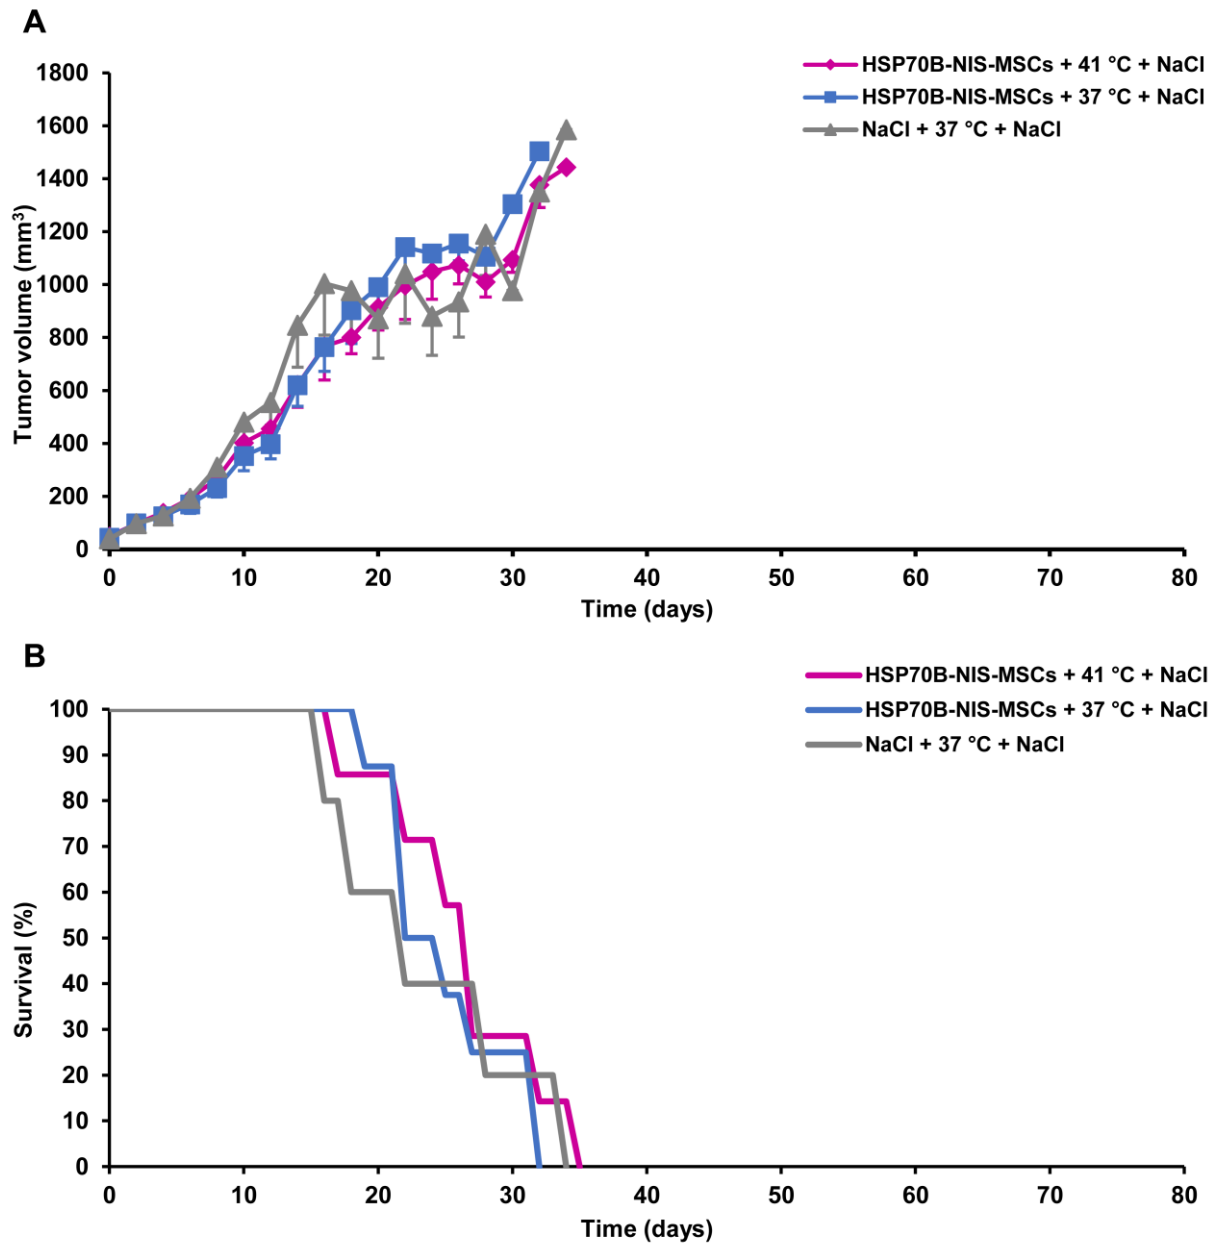 A
HSP70B-NIS-MSCs + 41 °C + NaCl
HSP70B-NIS-MSCs + 37 °C + NaCl
NaCl + 37 °C + NaCl
Tumor volume (mm³)
1800
1600
1400
1200
1000
800
600
400
200
0
0 10 20 30 40 50 60 70 80
Time (days)
B
HSP70B-NIS-MSCs + 41 °C + NaCl
HSP70B-NIS-MSCs + 37 °C + NaCl
NaCl + 37 °C + NaCl
Survival (%)
100
90
80
70
60
50
40
30
20
10
0
0 10 20 30 40 50 60 70 80
Time (days)